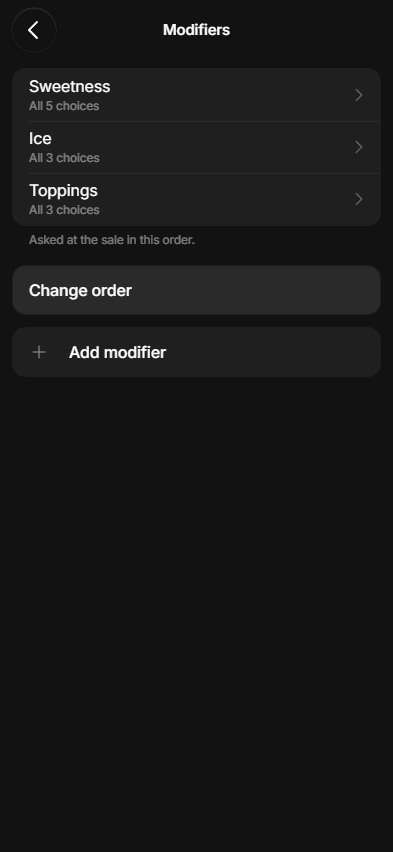 Modifiers
Sweetness
All 5 choices
Ice
All 3 choices
Toppings
All 3 choices
Asked at the sale in this order.
Change order
Add modifier